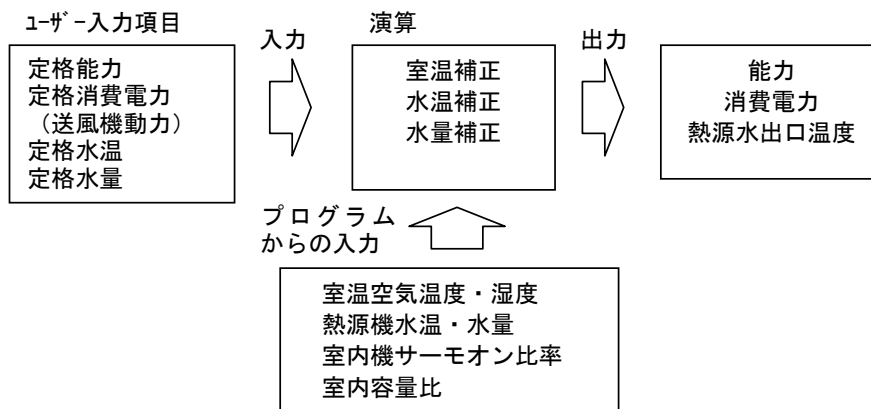 ﾕｰｻﾞｰ入力項目
定格能力
定格消費電力
（送風機動力）
定格水温
定格水量
入力
演算
室温補正
水温補正
水量補正
出力
能力
消費電力
熱源水出口温度
プログラム
からの入力
室温空気温度・湿度
熱源機水温・水量
室内機サーモオン比率
室内容量比